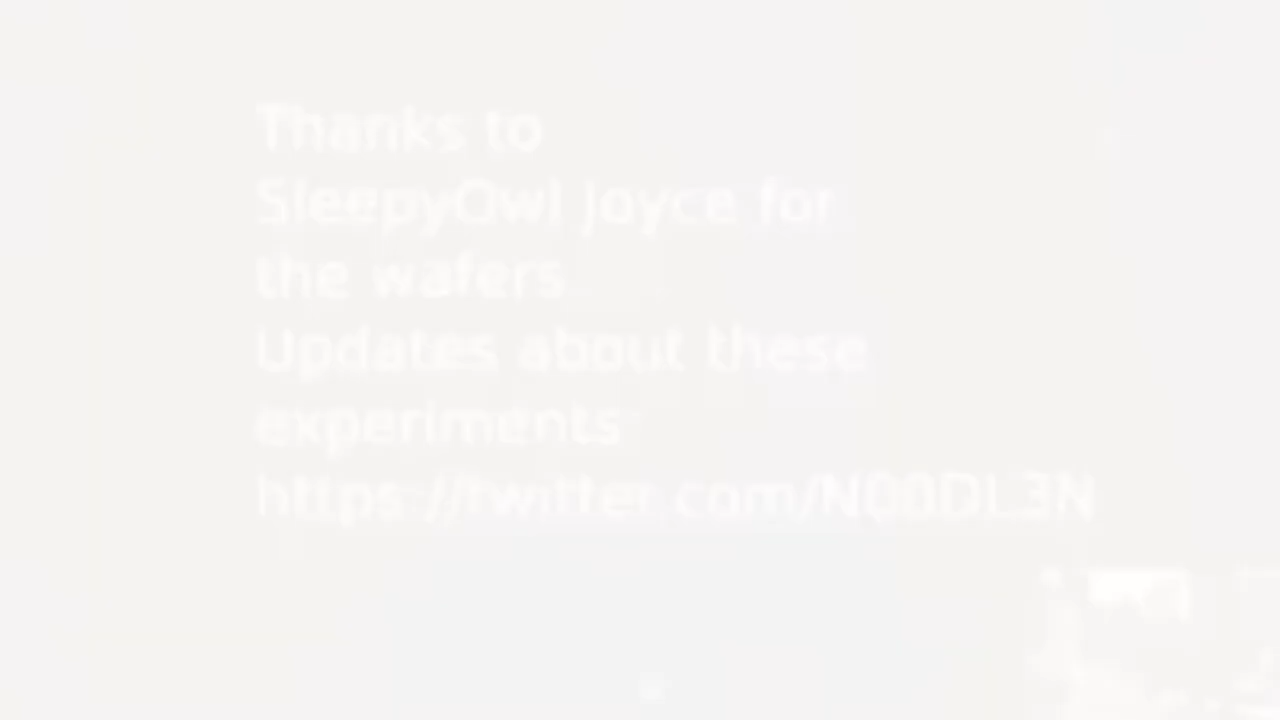 Thanks to
SleepyOwl Joyce for
the wafers
Updates about these
experiments:
https://twitter.com/N00DL3N